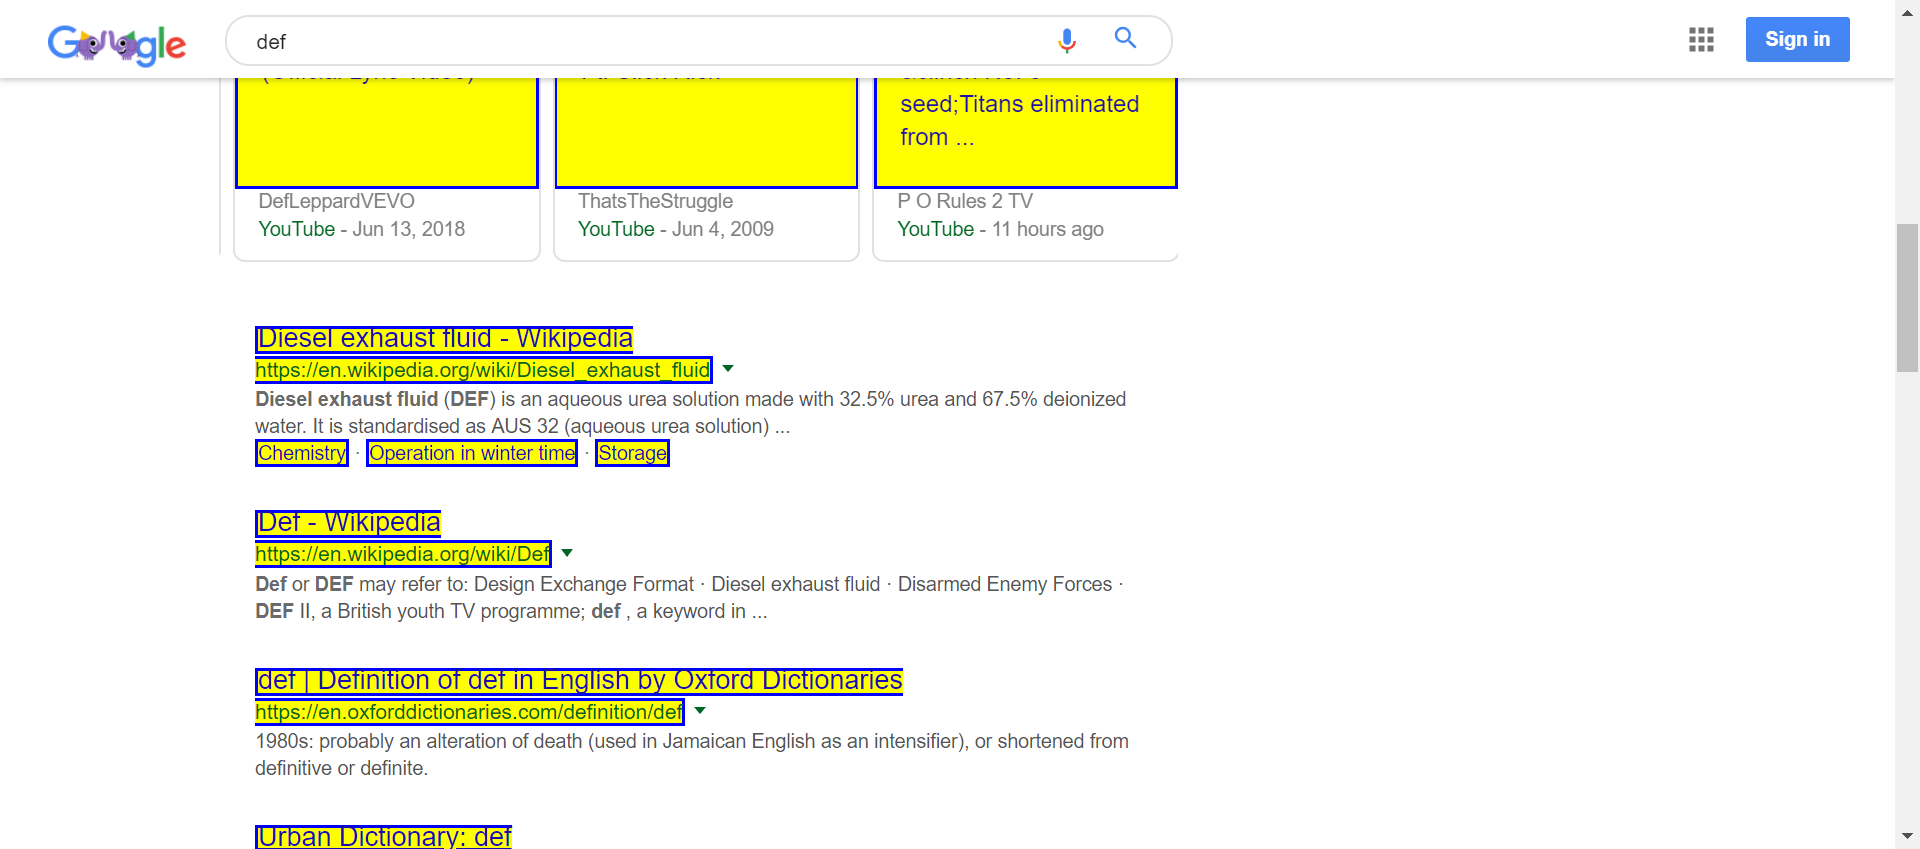 Google
def
Sign in
seed;Titans eliminated
from ...
DefLeppardVEVO
YouTube - Jun 13, 2018
ThatsTheStruggle
YouTube - Jun 4, 2009
P O Rules 2 TV
YouTube - 11 hours ago
Diesel exhaust fluid - Wikipedia
https://en.wikipedia.org/wiki/Diesel_exhaust_fluid
Diesel exhaust fluid (DEF) is an aqueous urea solution made with 32.5% urea and 67.5% deionized
water. It is standardised as AUS 32 (aqueous urea solution) ...
Chemistry · Operation in winter time · Storage
Def - Wikipedia
https://en.wikipedia.org/wiki/Def
Def or DEF may refer to: Design Exchange Format · Diesel exhaust fluid · Disarmed Enemy Forces ·
DEF II, a British youth TV programme; def , a keyword in ...
def | Definition of def in English by Oxford Dictionaries
https://en.oxforddictionaries.com/definition/def
1980s: probably an alteration of death (used in Jamaican English as an intensifier), or shortened from
definitive or definite.
Urban Dictionary: def